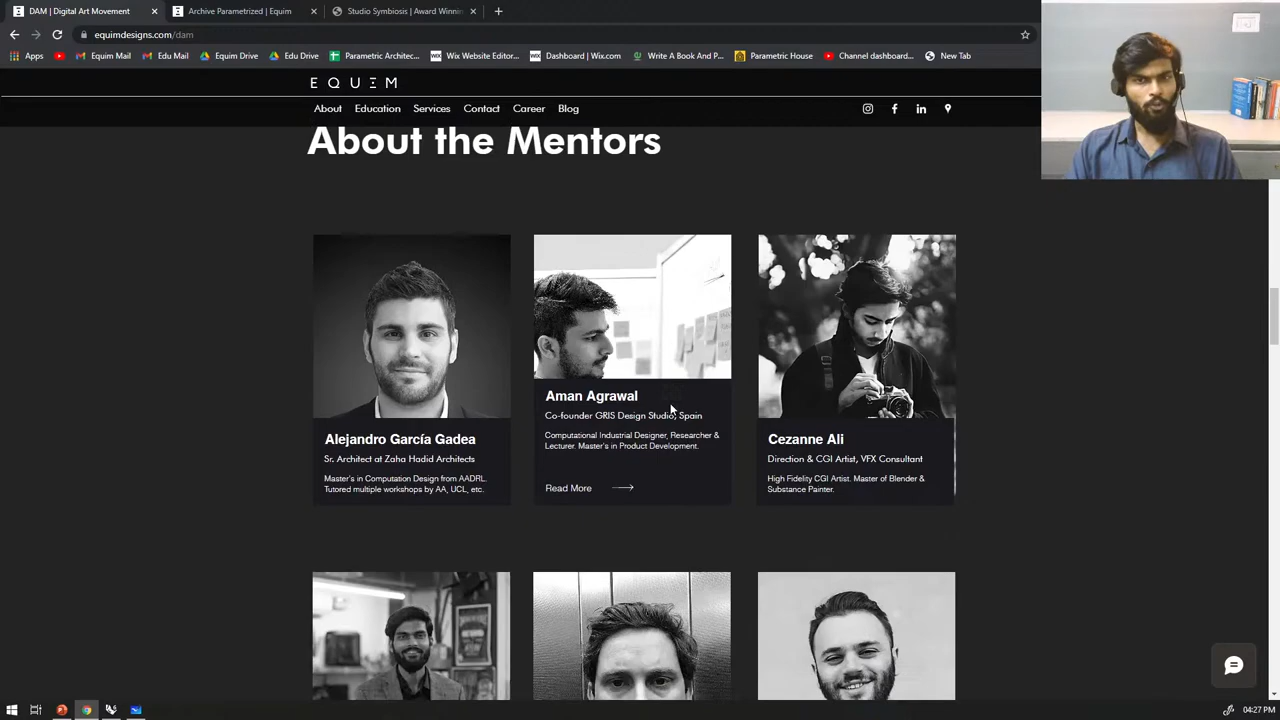 DAM | Digital Art Movement
Archive Parametrized | Equim
Studio Symbiosis | Award Winnin
equimdesigns.com/dam
Apps
Equim Mail
Edu Mail
Equim Drive
Edu Drive
Parametric Architec...
Wix Website Editor...
Dashboard | Wix.com
Write A Book And P...
Parametric House
Channel dashboard...
New Tab
EQUIM
About Education Services Contact Career Blog
About the Mentors
Alejandro García Gadea
Sr. Architect at Zaha Hadid Architects
Master's in Computation Design from AADRL.
Tutored multiple workshops by AA, UCL, etc.
Aman Agrawal
Co-founder GRIS Design Studio, Spain
Computational Industrial Designer, Researcher &
Lecturer. Master's in Product Development.
Read More
Cezanne Ali
Direction & CGI Artist, VFX Consultant
High Fidelity CGI Artist. Master of Blender &
Substance Painter.
04:27 PM